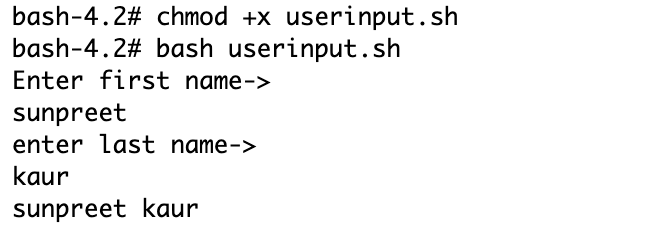 bash-4.2# chmod +x userinput.sh
bash-4.2# bash userinput.sh
Enter first name->
sunpreet
enter last name->
kaur
sunpreet kaur